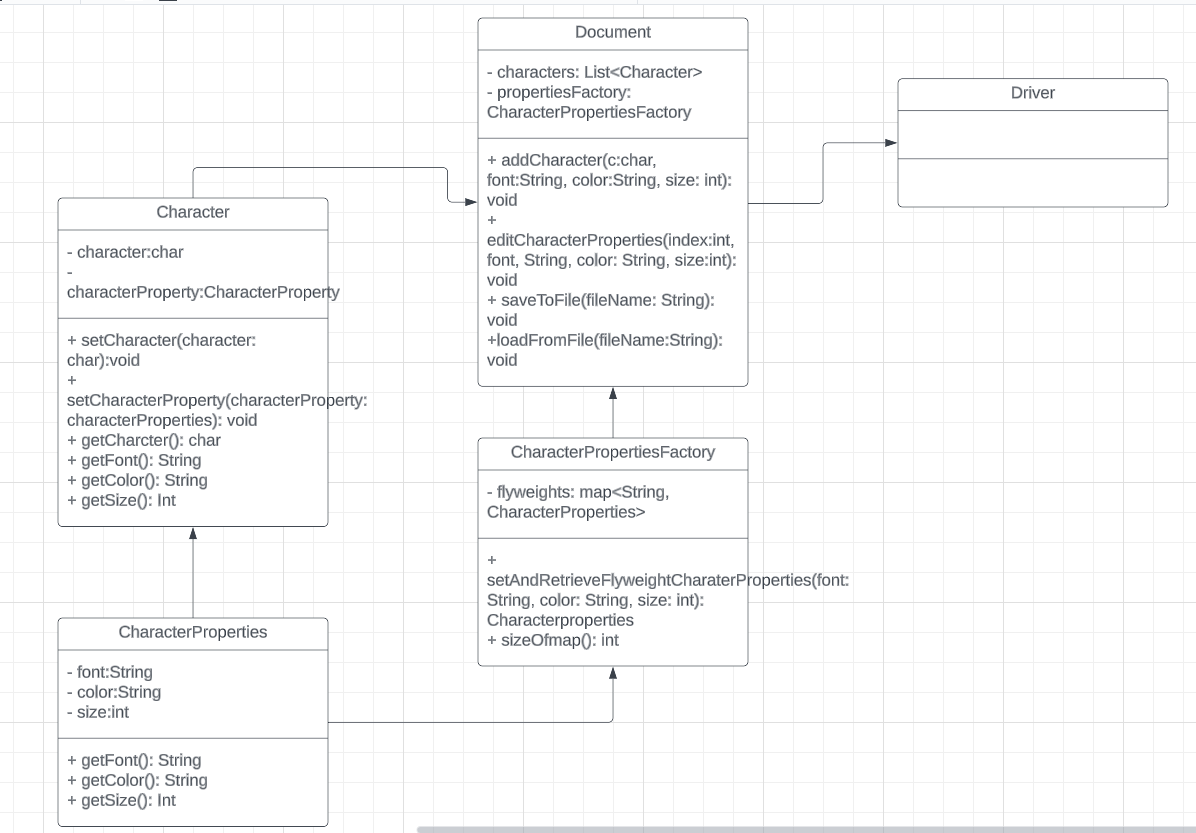 Document
- characters: List<Character>
- propertiesFactory:
CharacterPropertiesFactory
+ addCharacter(c:char,
font:String, color:String, size: int):
void
+
editCharacterProperties(index:int,
font, String, color: String, size:int):
void
+ saveToFile(fileName: String):
void
+loadFromFile(fileName:String):
void
Driver
Character
- character:char
-
characterProperty:CharacterProperty
+ setCharacter(character:
char):void
+
setCharacterProperty(characterProperty:
characterProperties): void
+ getCharcter(): char
+ getFont(): String
+ getColor(): String
+ getSize(): Int
CharacterPropertiesFactory
- flyweights: map<String,
CharacterProperties>
+
setAndRetrieveFlyweightCharaterProperties(font:
String, color: String, size: int):
Characterproperties
+ sizeOfmap(): int
CharacterProperties
- font:String
- color:String
- size:int
+ getFont(): String
+ getColor(): String
+ getSize(): Int